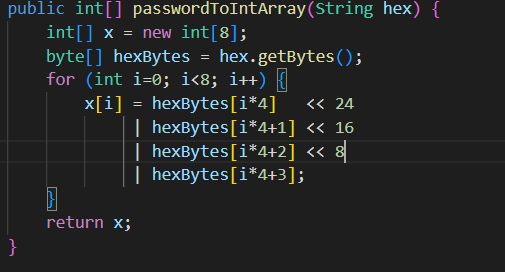 public int[] passwordToIntArray(String hex) {
    int[] x = new int[8];
    byte[] hexBytes = hex.getBytes();
    for (int i=0; i<8; i++) {
        x[i] = hexBytes[i*4]   << 24
             | hexBytes[i*4+1] << 16
             | hexBytes[i*4+2] << 8
             | hexBytes[i*4+3];
    }
    return x;
}